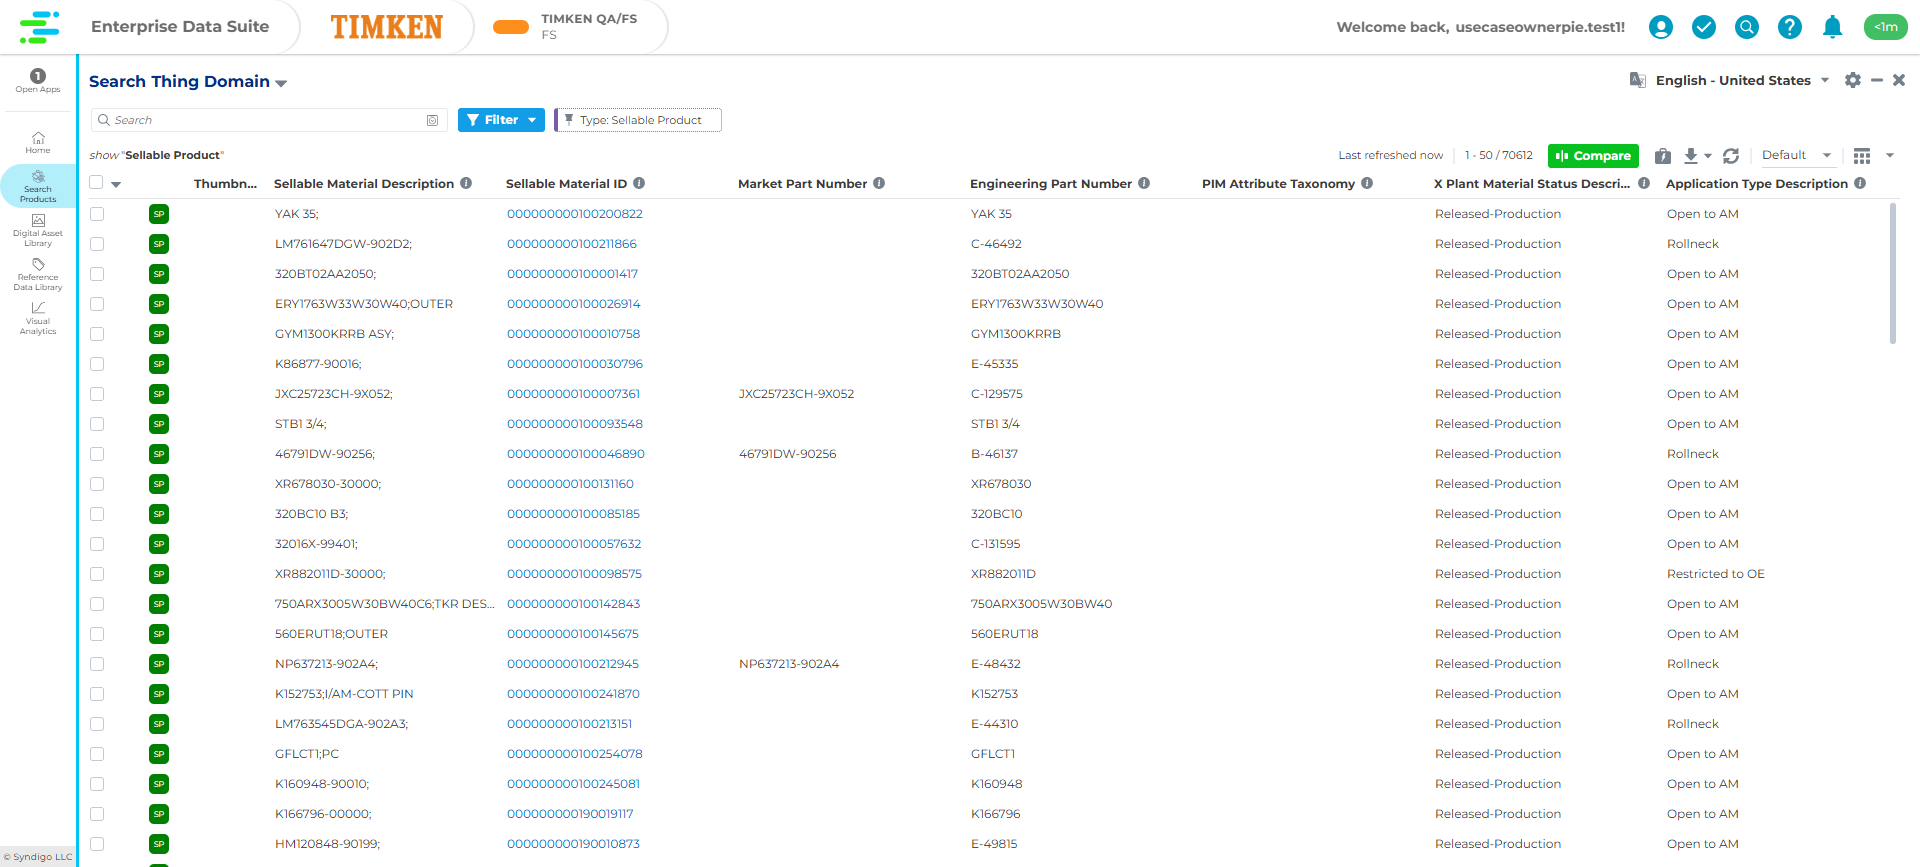 Enterprise Data Suite
TIMKEN
TIMKEN QA/FS
FS
Welcome back, usecaseownerpie.test1!
<1m
1
Open Apps
Home
Search Products
Digital Asset Library
Reference Data Library
Visual Analytics
© Syndigo LLC
Search Thing Domain
English - United States
Search
Filter
Type: Sellable Product
show "Sellable Product"
Last refreshed now
1 - 50 / 70612
Compare
Default
Thumbn... Sellable Material Description Sellable Material ID Market Part Number Engineering Part Number PIM Attribute Taxonomy X Plant Material Status Descri... Application Type Description
SP YAK 35; 000000000100200822 YAK 35 Released-Production Open to AM
SP LM761647DGW-902D2; 000000000100211866 C-46492 Released-Production Rollneck
SP 320BT02AA2050; 000000000100001417 320BT02AA2050 Released-Production Open to AM
SP ERY1763W33W30W40;OUTER 000000000100026914 ERY1763W33W30W40 Released-Production Open to AM
SP GYM1300KRRB ASY; 000000000100010758 GYM1300KRRB Released-Production Open to AM
SP K86877-90016; 000000000100030796 E-45335 Released-Production Open to AM
SP JXC25723CH-9X052; 000000000100007361 JXC25723CH-9X052 C-129575 Released-Production Open to AM
SP STB1 3/4; 000000000100093548 STB1 3/4 Released-Production Open to AM
SP 46791DW-90256; 000000000100046890 46791DW-90256 B-46137 Released-Production Rollneck
SP XR678030-30000; 000000000100131160 XR678030 Released-Production Open to AM
SP 320BC10 B3; 000000000100085185 320BC10 Released-Production Open to AM
SP 32016X-99401; 000000000100057632 C-131595 Released-Production Open to AM
SP XR882011D-30000; 000000000100098575 XR882011D Released-Production Restricted to OE
SP 750ARX3005W30BW40C6;TKR DES... 000000000100142843 750ARX3005W30BW40 Released-Production Open to AM
SP 560ERUT18;OUTER 000000000100145675 560ERUT18 Released-Production Open to AM
SP NP637213-902A4; 000000000100212945 NP637213-902A4 E-48432 Released-Production Rollneck
SP K152753;I/AM-COTT PIN 000000000100241870 K152753 Released-Production Open to AM
SP LM763545DGA-902A3; 000000000100213151 E-44310 Released-Production Rollneck
SP GFLCT1;PC 000000000100254078 GFLCT1 Released-Production Open to AM
SP K160948-90010; 000000000100245081 K160948 Released-Production Open to AM
SP K166796-00000; 000000000190019117 K166796 Released-Production Open to AM
SP HM120848-90199; 000000000190010873 E-49815 Released-Production Open to AM